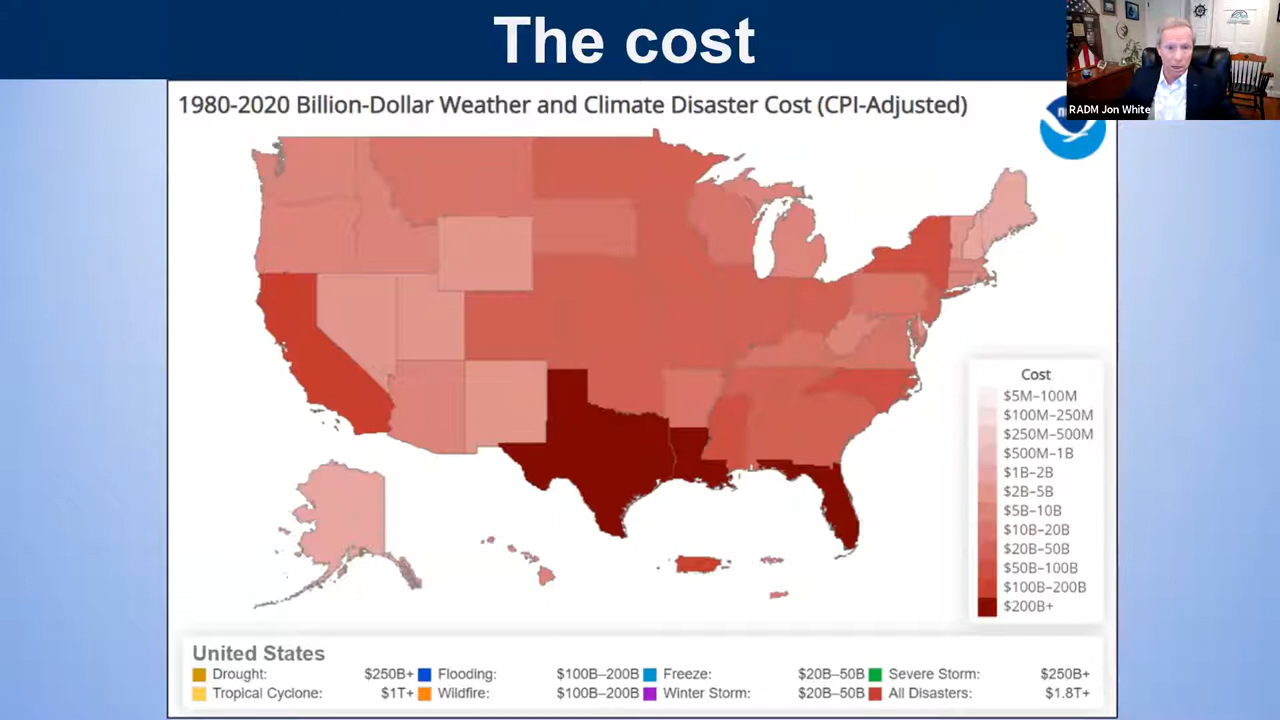 The cost
RADM Jon White
1980-2020 Billion-Dollar Weather and Climate Disaster Cost (CPI-Adjusted)
Cost
$5M–100M
$100M–250M
$250M–500M
$500M–1B
$1B–2B
$2B–5B
$5B–10B
$10B–20B
$20B–50B
$50B–100B
$100B–200B
$200B+
United States
Drought: $250B+ Flooding: $100B–200B Freeze: $20B–50B Severe Storm: $250B+
Tropical Cyclone: $1T+ Wildfire: $100B–200B Winter Storm: $20B–50B All Disasters: $1.8T+